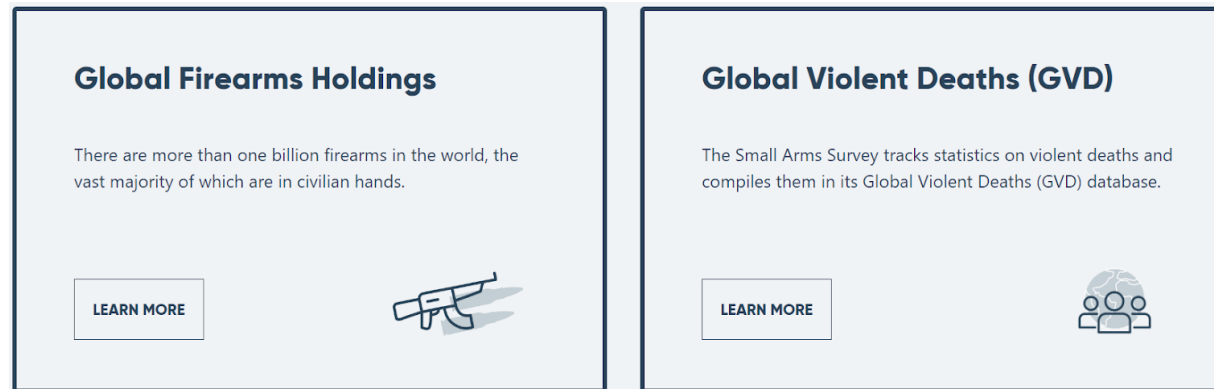 Global Firearms Holdings
There are more than one billion firearms in the world, the
vast majority of which are in civilian hands.
LEARN MORE
Global Violent Deaths (GVD)
The Small Arms Survey tracks statistics on violent deaths and
compiles them in its Global Violent Deaths (GVD) database.
LEARN MORE